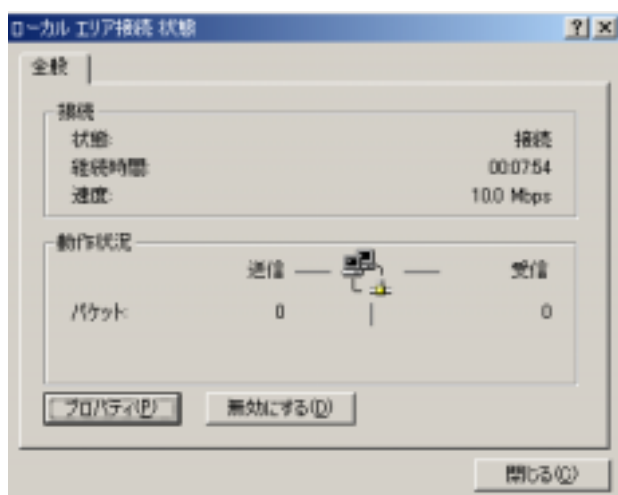 ローカル エリア接続 状態
全般
接続
状態: 接続
継続時間: 00:07:54
速度: 10.0 Mbps
動作状況
送信 受信
パケット: 0 0
プロパティ(P) 無効にする(D)
閉じる(C)